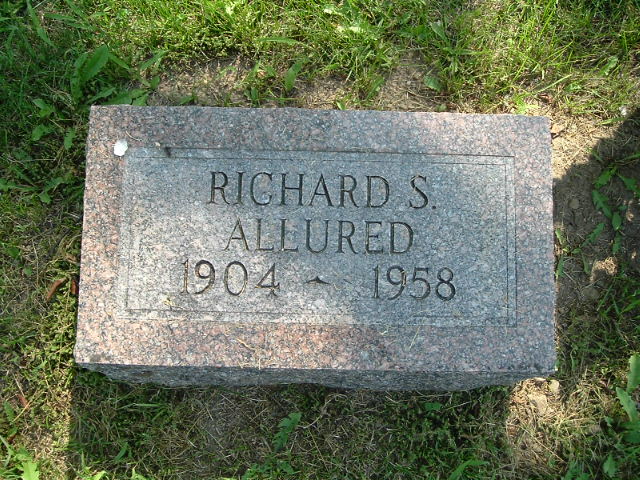 RICHARD S.
ALLURED
1904 ~ 1958